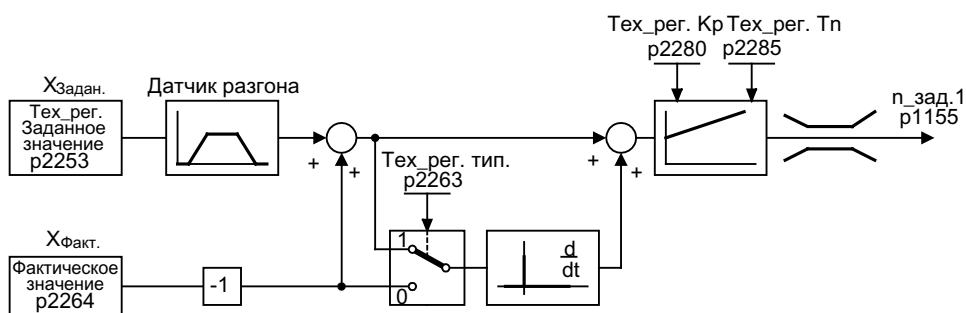 Тех_рег. Kp
p2280
Тех_рег. Tn
p2285
XЗадан.
Датчик разгона
n_зад.1
p1155
Тех_рег.
Заданное
значение
p2253
+
+
+
+
Тех_рег. тип.
p2263
XФакт.
Фактическое
значение
p2264
-1
1
0
d
dt